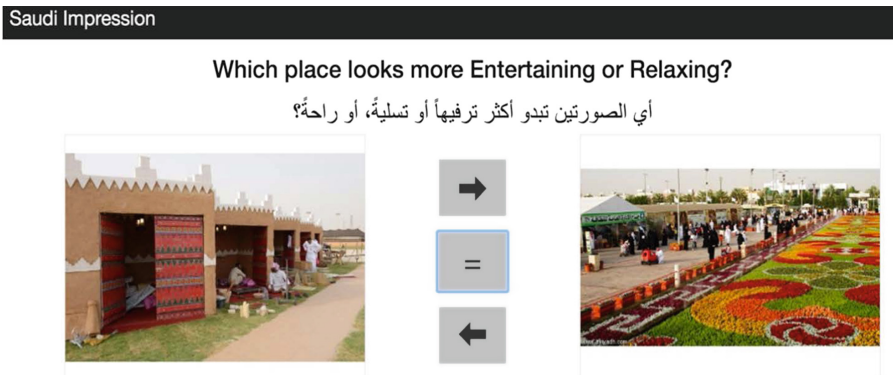 Saudi Impression
Which place looks more Entertaining or Relaxing?
أي الصورتين تبدو أكثر ترفيهاً أو تسليةً، أو راحةً؟
=